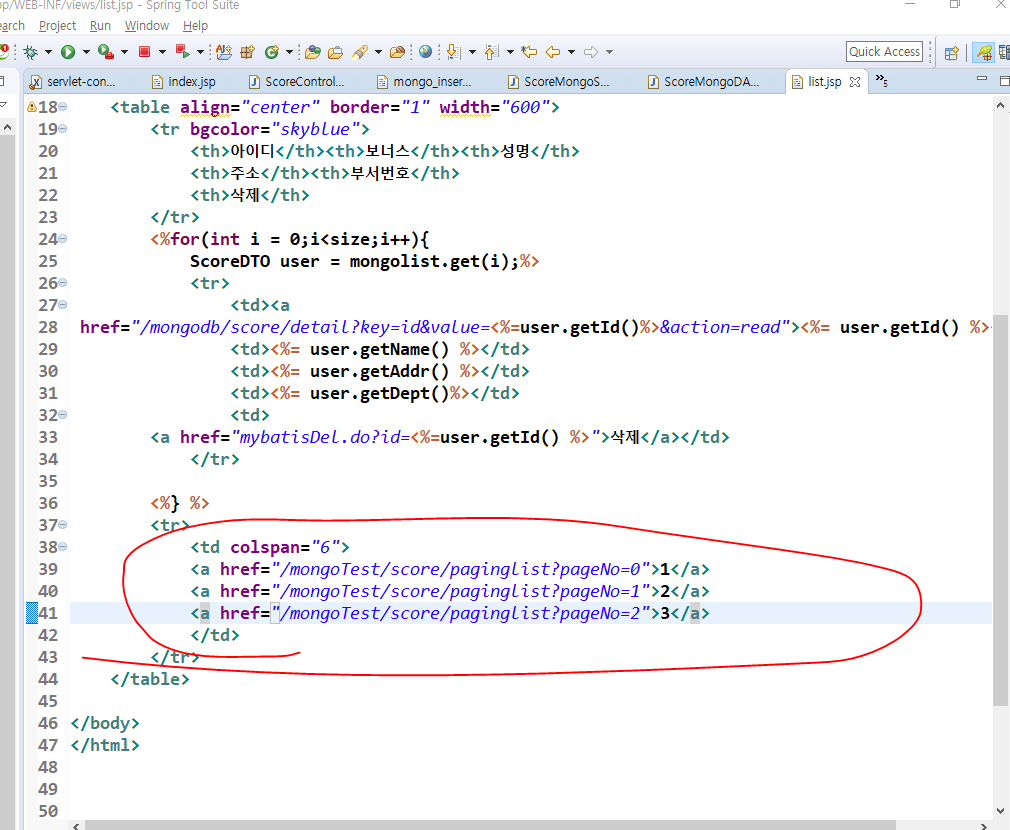 pp/WEB-INF/views/list.jsp - Spring Tool Suite
earch Project Run Window Help
Quick Access
servlet-con... index.jsp ScoreControl... mongo_inser... ScoreMongoS... ScoreMongoDA... list.jsp »5
18 <table align="center" border="1" width="600">
19 <tr bgcolor="skyblue">
20 <th>아이디</th><th>보너스</th><th>성명</th>
21 <th>주소</th><th>부서번호</th>
22 <th>삭제</th>
23 </tr>
24 <%for(int i = 0;i<size;i++){
25 ScoreDTO user = mongolist.get(i);%>
26 <tr>
27 <td><a
28 href="/mongodb/score/detail?key=id&value=<%=user.getId()%>&action=read"><%= user.getId() %>
29 <td><%= user.getName() %></td>
30 <td><%= user.getAddr() %></td>
31 <td><%= user.getDept()%></td>
32 <td>
33 <a href="mybatisDel.do?id=<%=user.getId() %>">삭제</a></td>
34 </tr>
35
36 <%} %>
37 <tr>
38 <td colspan="6">
39 <a href="/mongoTest/score/paginglist?pageNo=0">1</a>
40 <a href="/mongoTest/score/paginglist?pageNo=1">2</a>
41 <a href="/mongoTest/score/paginglist?pageNo=2">3</a>
42 </td>
43 </tr>
44 </table>
45
46 </body>
47 </html>
48
49
50